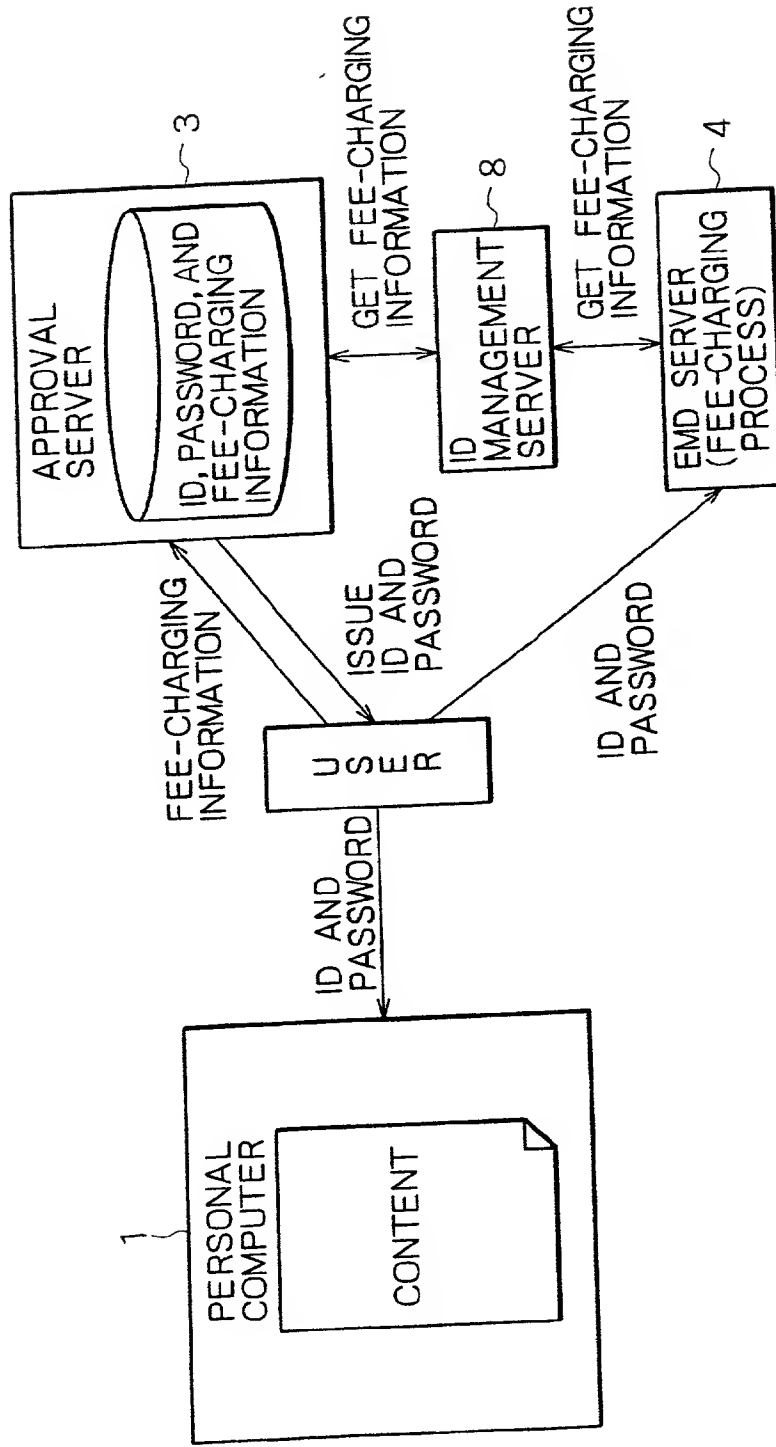 1
PERSONAL
COMPUTER
CONTENT
ID AND
PASSWORD
USER
FEE-CHARGING
INFORMATION
ISSUE
ID AND
PASSWORD
ID AND
PASSWORD
APPROVAL
SERVER
3
ID, PASSWORD, AND
FEE-CHARGING
INFORMATION
GET FEE-CHARGING
INFORMATION
ID
MANAGEMENT
SERVER
8
GET FEE-CHARGING
INFORMATION
EMD SERVER
(FEE-CHARGING
PROCESS)
4